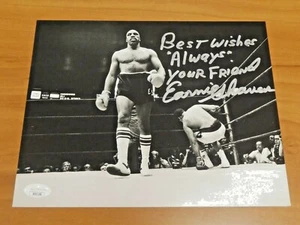 Best wishes
"Always".
YOUR FRIEND
Earnie Shavers